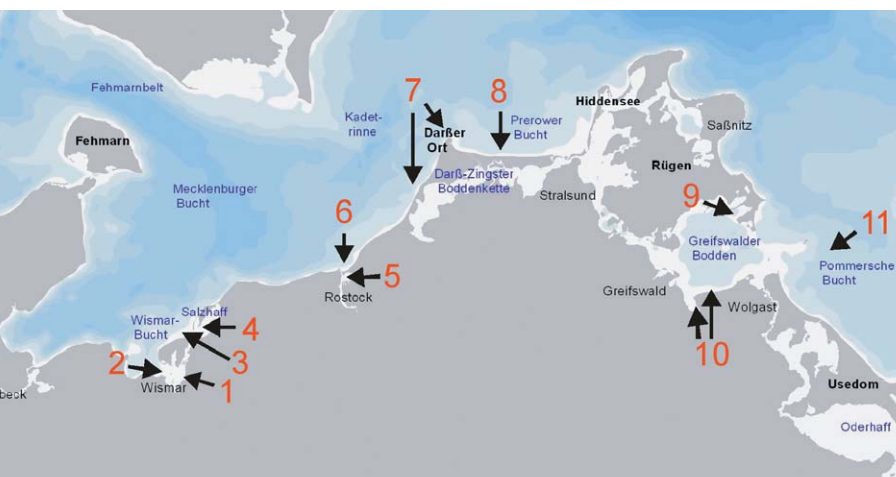 Fehmarnbelt
Fehmarn
Mecklenburger
Bucht
Kadet-
rinne
7
Darßer
Ort
8
Prerower
Bucht
Hiddensee
Saßnitz
Rügen
Darß-Zingster
Boddenkette
Stralsund
9
Greifswalder
Bodden
11
Pommersche
Bucht
6
5
Rostock
Greifswald
Wolgast
10
Salzhaff
Wismar-
Bucht
4
3
2
Wismar
1
beck
Usedom
Oderhaff